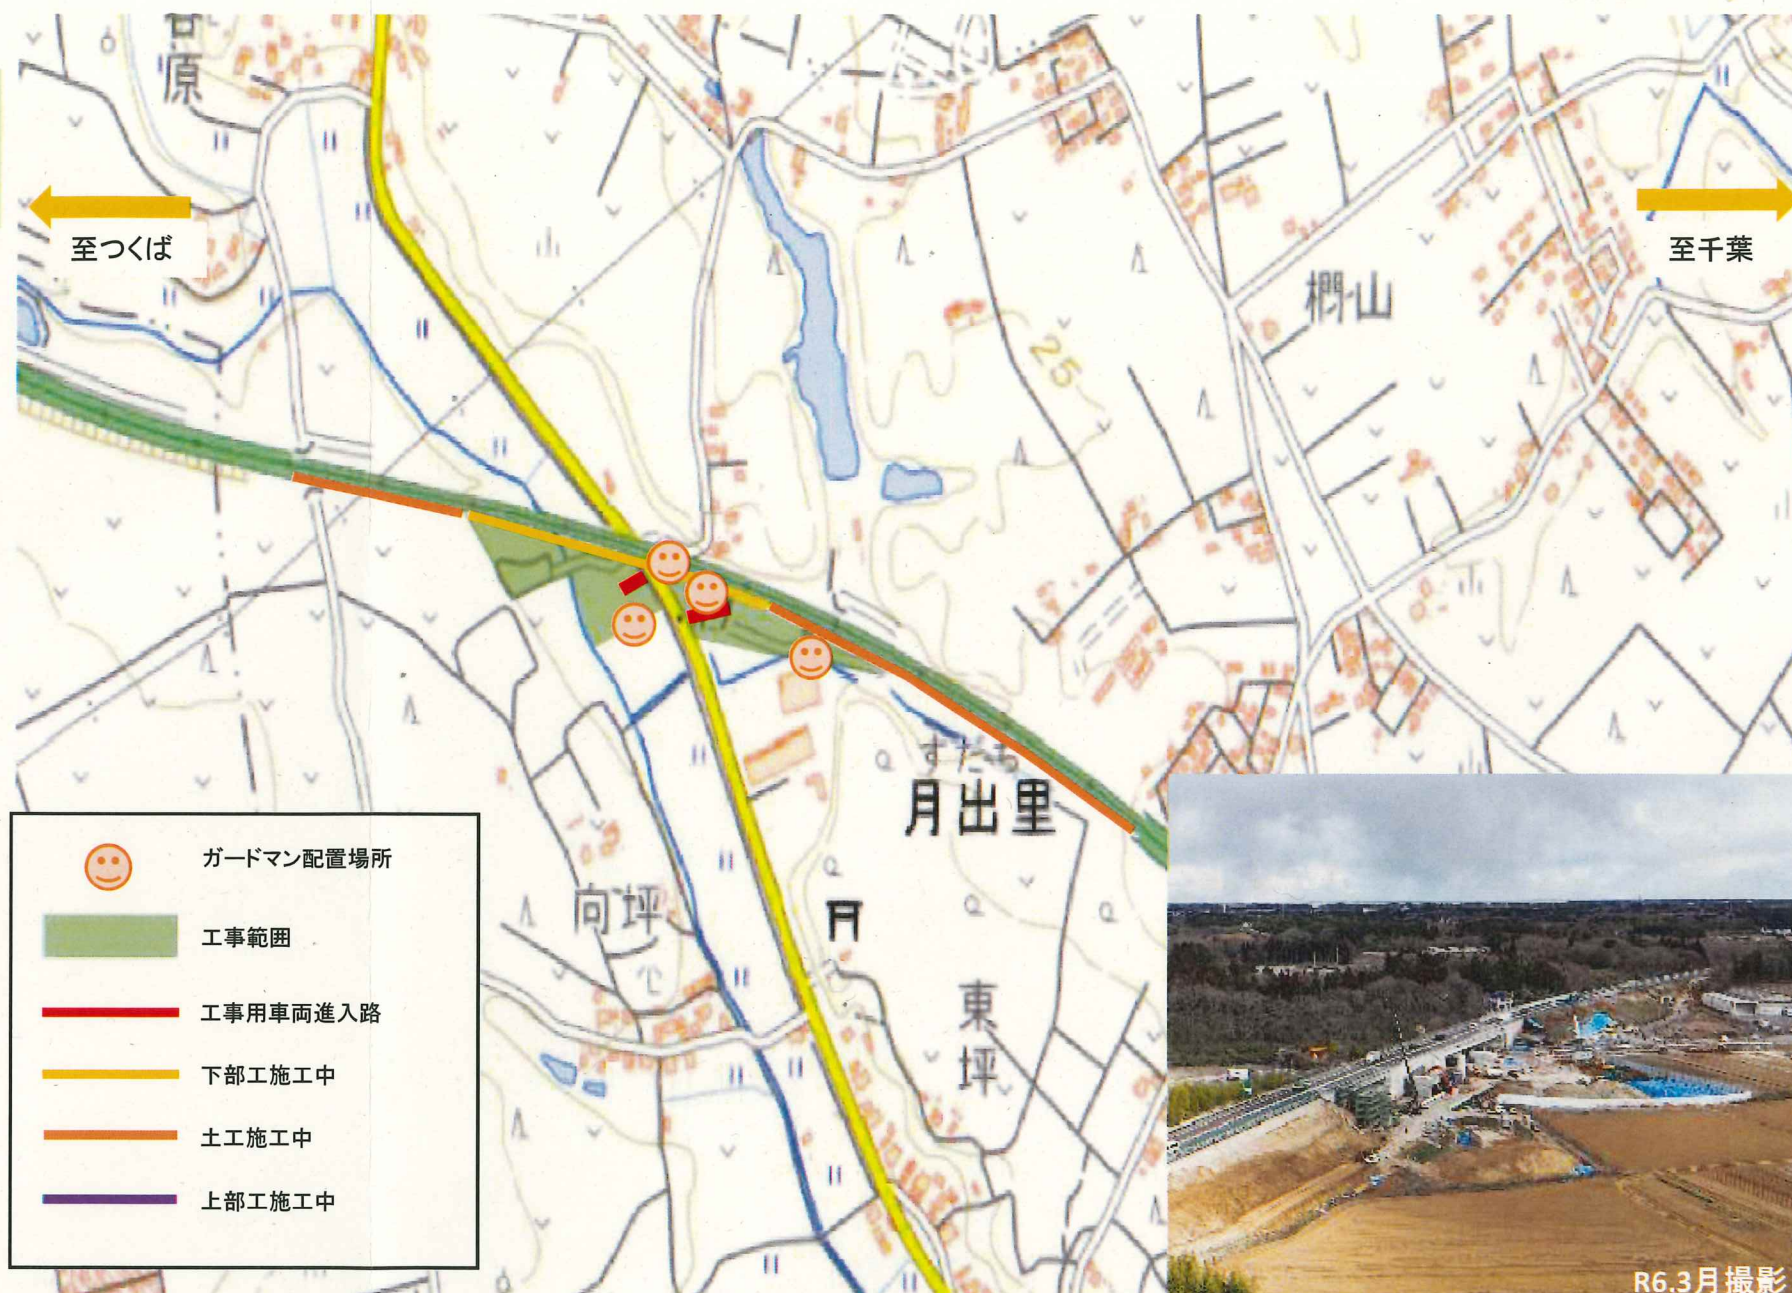 原
至つくば
至千葉
桝山
25
すだち
月出里
向坪
東坪
ガードマン配置場所
工事範囲
工事用車両進入路
下部工施工中
土工施工中
上部工施工中
R6.3月撮影